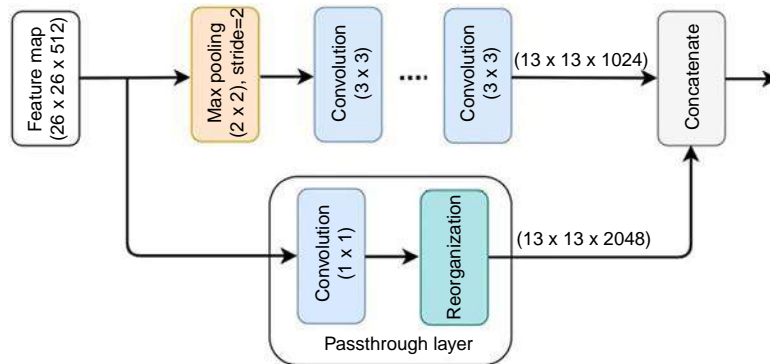 Feature map
(26 x 26 x 512)
Max pooling
(2 x 2), stride=2
Convolution
(3 x 3)
Convolution
(3 x 3)
(13 x 13 x 1024)
Concatenate
Convolution
(1 x 1)
Reorganization
(13 x 13 x 2048)
Passthrough layer